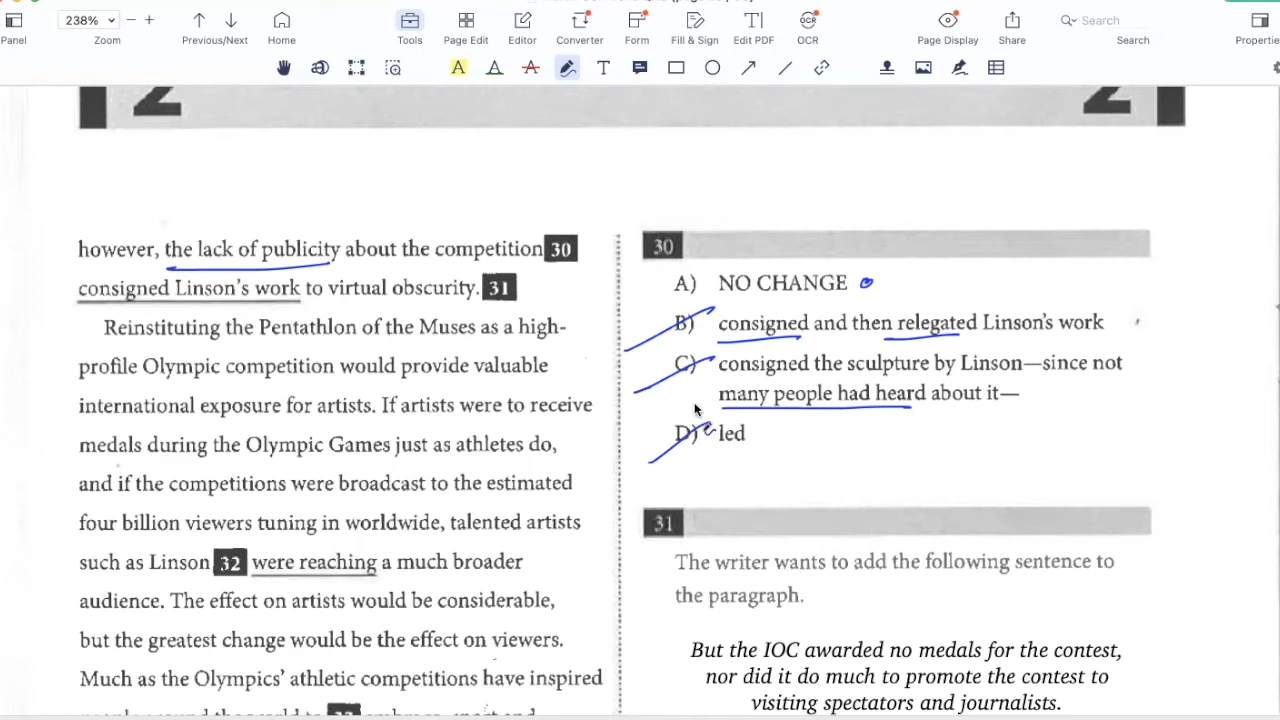 238%
Panel
Zoom
Previous/Next
Home
Tools
Page Edit
Editor
Converter
Form
Fill & Sign
Edit PDF
OCR
OCR
Page Display
Share
Search
Search
Propertie
A
A
A
T
2
2
however, the lack of publicity about the competition 30
consigned Linson's work to virtual obscurity. 31
Reinstituting the Pentathlon of the Muses as a high-
profile Olympic competition would provide valuable
international exposure for artists. If artists were to receive
medals during the Olympic Games just as athletes do,
and if the competitions were broadcast to the estimated
four billion viewers tuning in worldwide, talented artists
such as Linson 32 were reaching a much broader
audience. The effect on artists would be considerable,
but the greatest change would be the effect on viewers.
Much as the Olympics' athletic competitions have inspired
30
A) NO CHANGE
B) consigned and then relegated Linson's work
C) consigned the sculpture by Linson—since not
many people had heard about it—
D) led
31
The writer wants to add the following sentence to
the paragraph.
But the IOC awarded no medals for the contest,
nor did it do much to promote the contest to
visiting spectators and journalists.